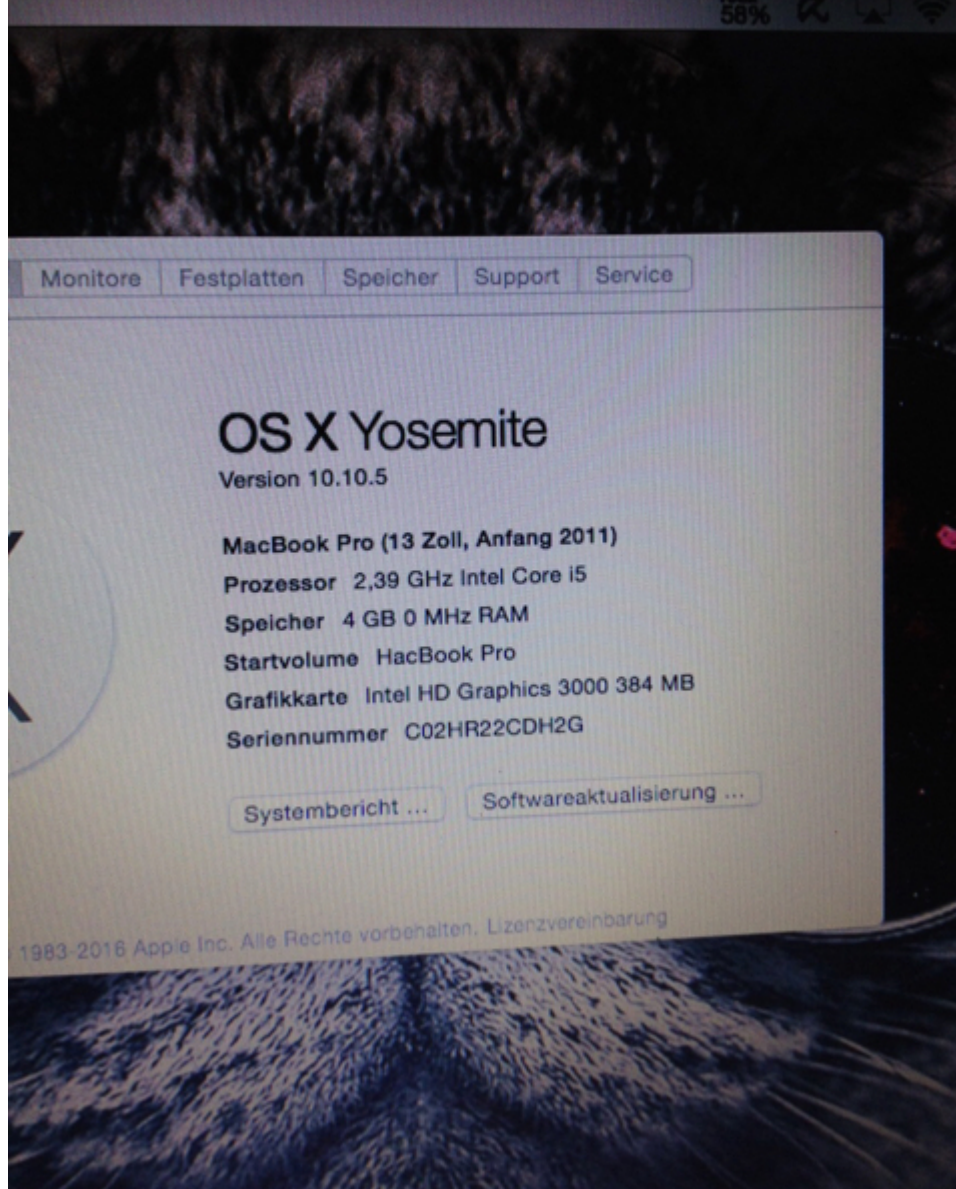 58%
Monitore Festplatten Speicher Support Service
OS X Yosemite
Version 10.10.5
MacBook Pro (13 Zoll, Anfang 2011)
Prozessor 2,39 GHz Intel Core i5
Speicher 4 GB 0 MHz RAM
Startvolume HacBook Pro
Grafikkarte Intel HD Graphics 3000 384 MB
Seriennummer C02HR22CDH2G
Systembericht ... Softwareaktualisierung ...
1983-2016 Apple Inc. Alle Rechte vorbehalten. Lizenzvereinbarung